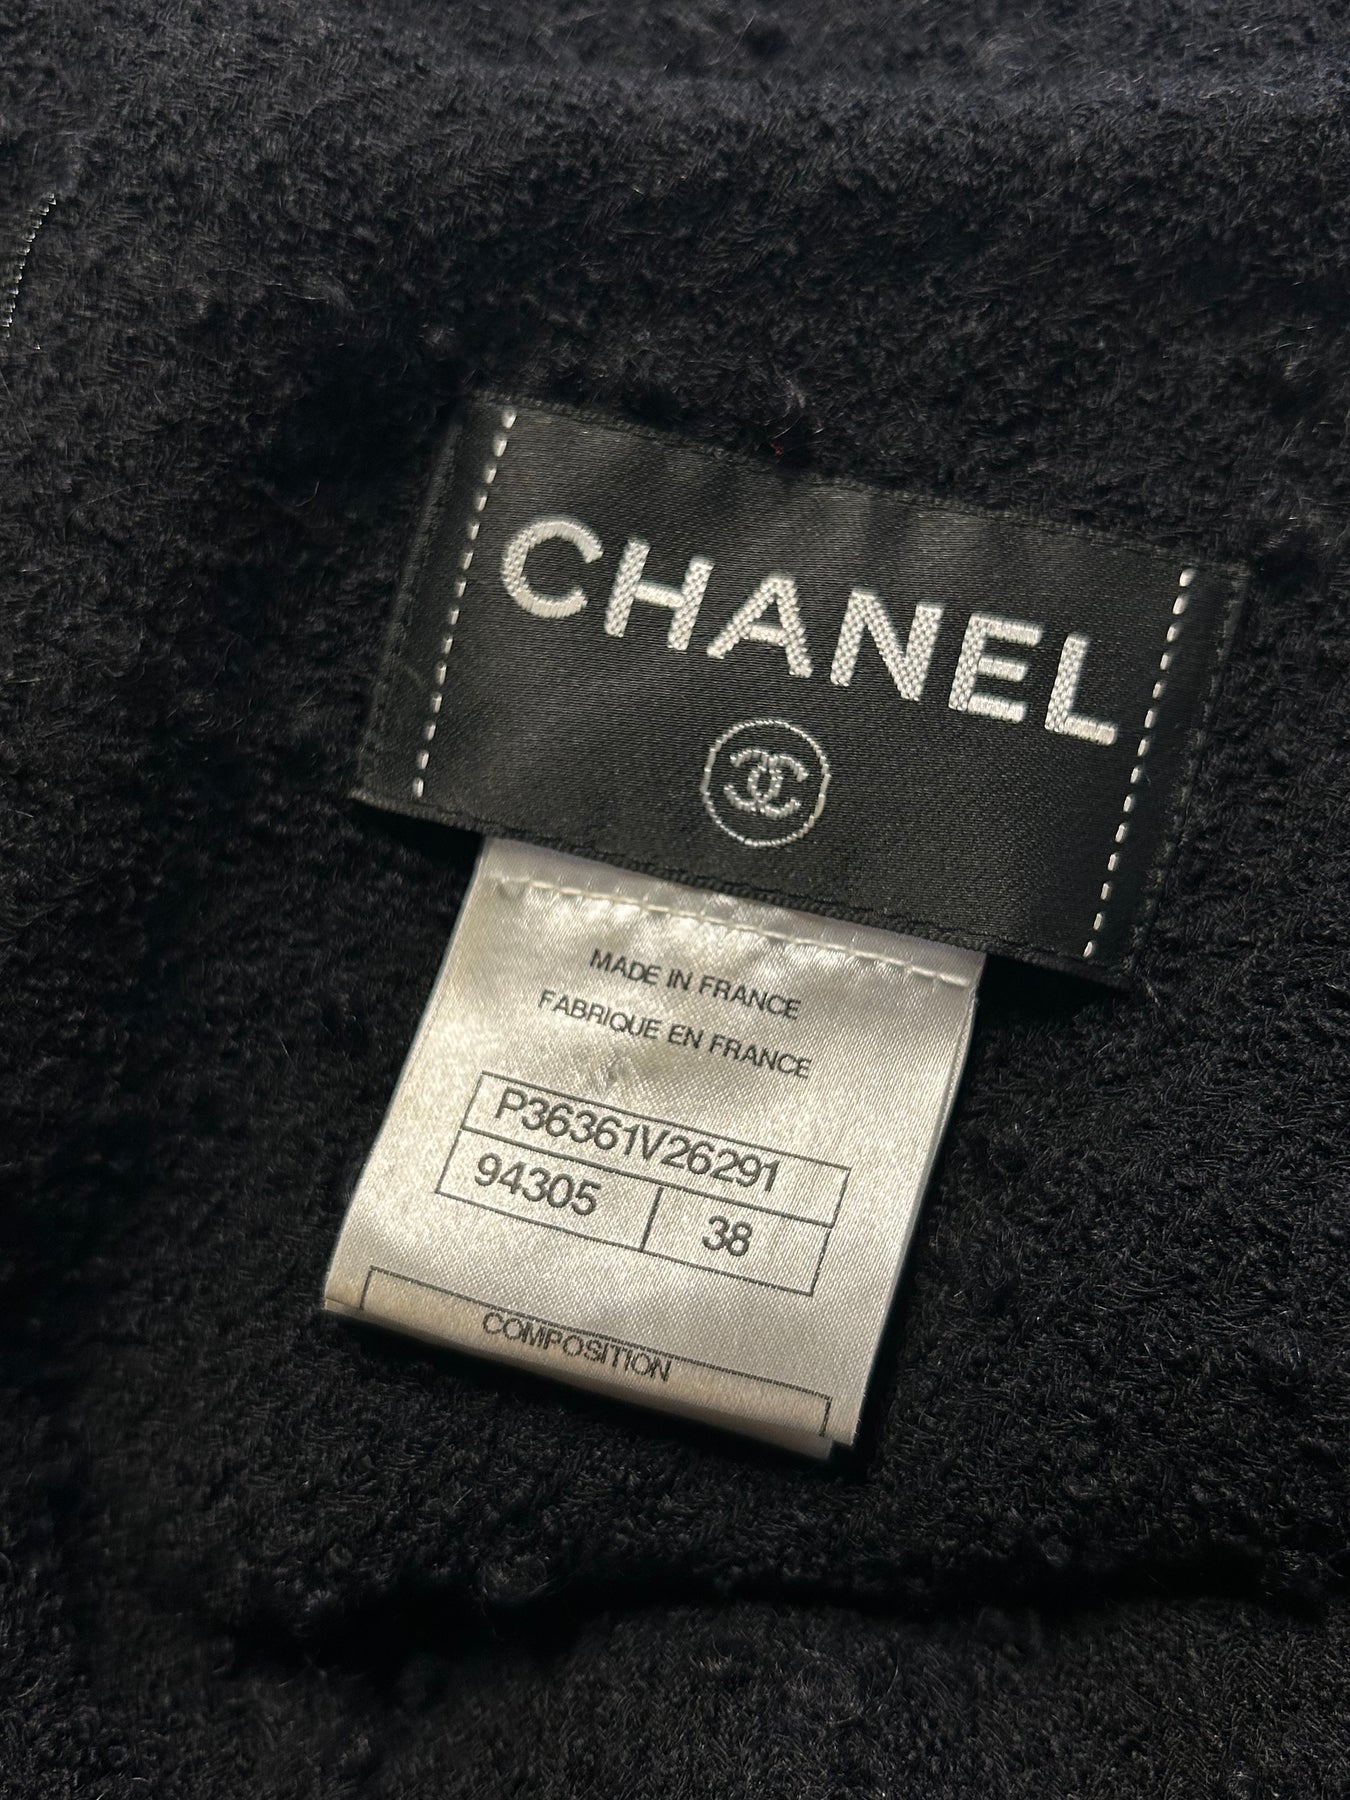 CHANEL
MADE IN FRANCE
FABRIQUE EN FRANCE
P36361V26291
94305 38
COMPOSITION